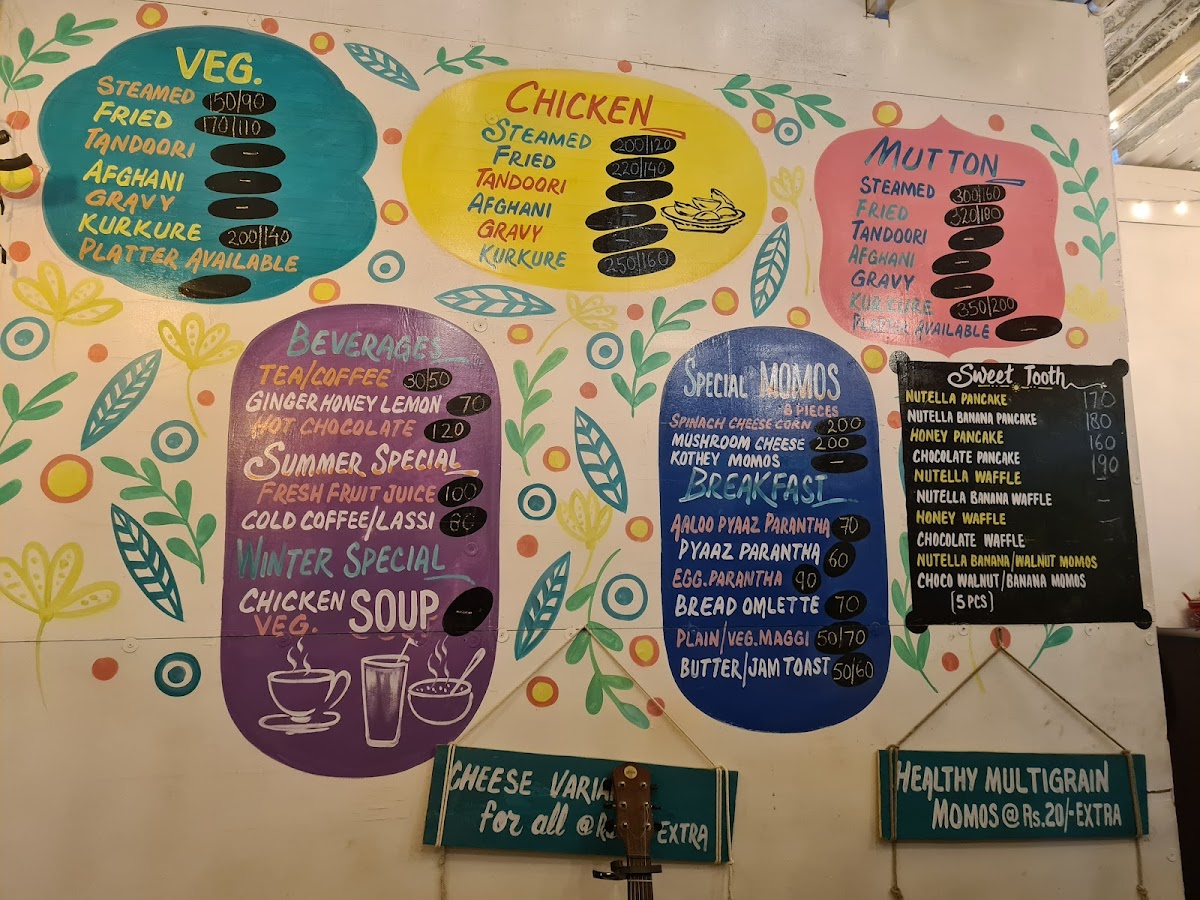 VEG.
STEAMED 150/90
FRIED 170/110
TANDOORI –
AFGHANI –
GRAVY –
KURKURE 200/140
PLATTER AVAILABLE
CHICKEN
STEAMED 200/120
FRIED 220/140
TANDOORI –
AFGHANI –
GRAVY –
KURKURE 250/160
MUTTON
STEAMED 300/160
FRIED 320/180
TANDOORI –
AFGHANI –
GRAVY –
KURKURE 350/200
PLATTER AVAILABLE
BEVERAGES
TEA/COFFEE 30/50
GINGER HONEY LEMON 70
HOT CHOCOLATE 120
SUMMER SPECIAL
FRESH FRUIT JUICE 100
COLD COFFEE/LASSI 80
WINTER SPECIAL
CHICKEN SOUP
VEG.
SPECIAL MOMOS
8 PIECES
SPINACH CHEESE CORN 200
MUSHROOM CHEESE 200
KOTHEY MOMOS –
BREAKFAST
AALOO PYAAZ PARANTHA 70
PYAAZ PARANTHA 60
EGG.PARANTHA 90
BREAD OMLETTE 70
PLAIN/VEG.MAGGI 50/70
BUTTER/JAM TOAST 50/60
Sweet Tooth
NUTELLA PANCAKE 170
NUTELLA BANANA PANCAKE 180
HONEY PANCAKE 160
CHOCOLATE PANCAKE 190
NUTELLA WAFFLE
NUTELLA BANANA WAFFLE –
HONEY WAFFLE –
CHOCOLATE WAFFLE
NUTELLA BANANA/WALNUT MOMOS
CHOCO WALNUT/BANANA MOMOS
(5 PCS)
CHEESE
for all @ EXTRA
HEALTHY MULTIGRAIN
MOMOS @ Rs.20/- EXTRA